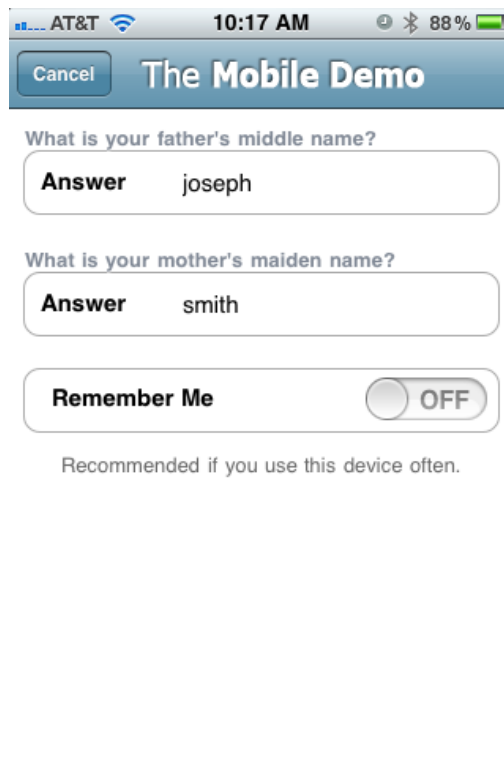 AT&T 10:17 AM 88%
Cancel The Mobile Demo
What is your father's middle name?
Answer joseph
What is your mother's maiden name?
Answer smith
Remember Me OFF
Recommended if you use this device often.